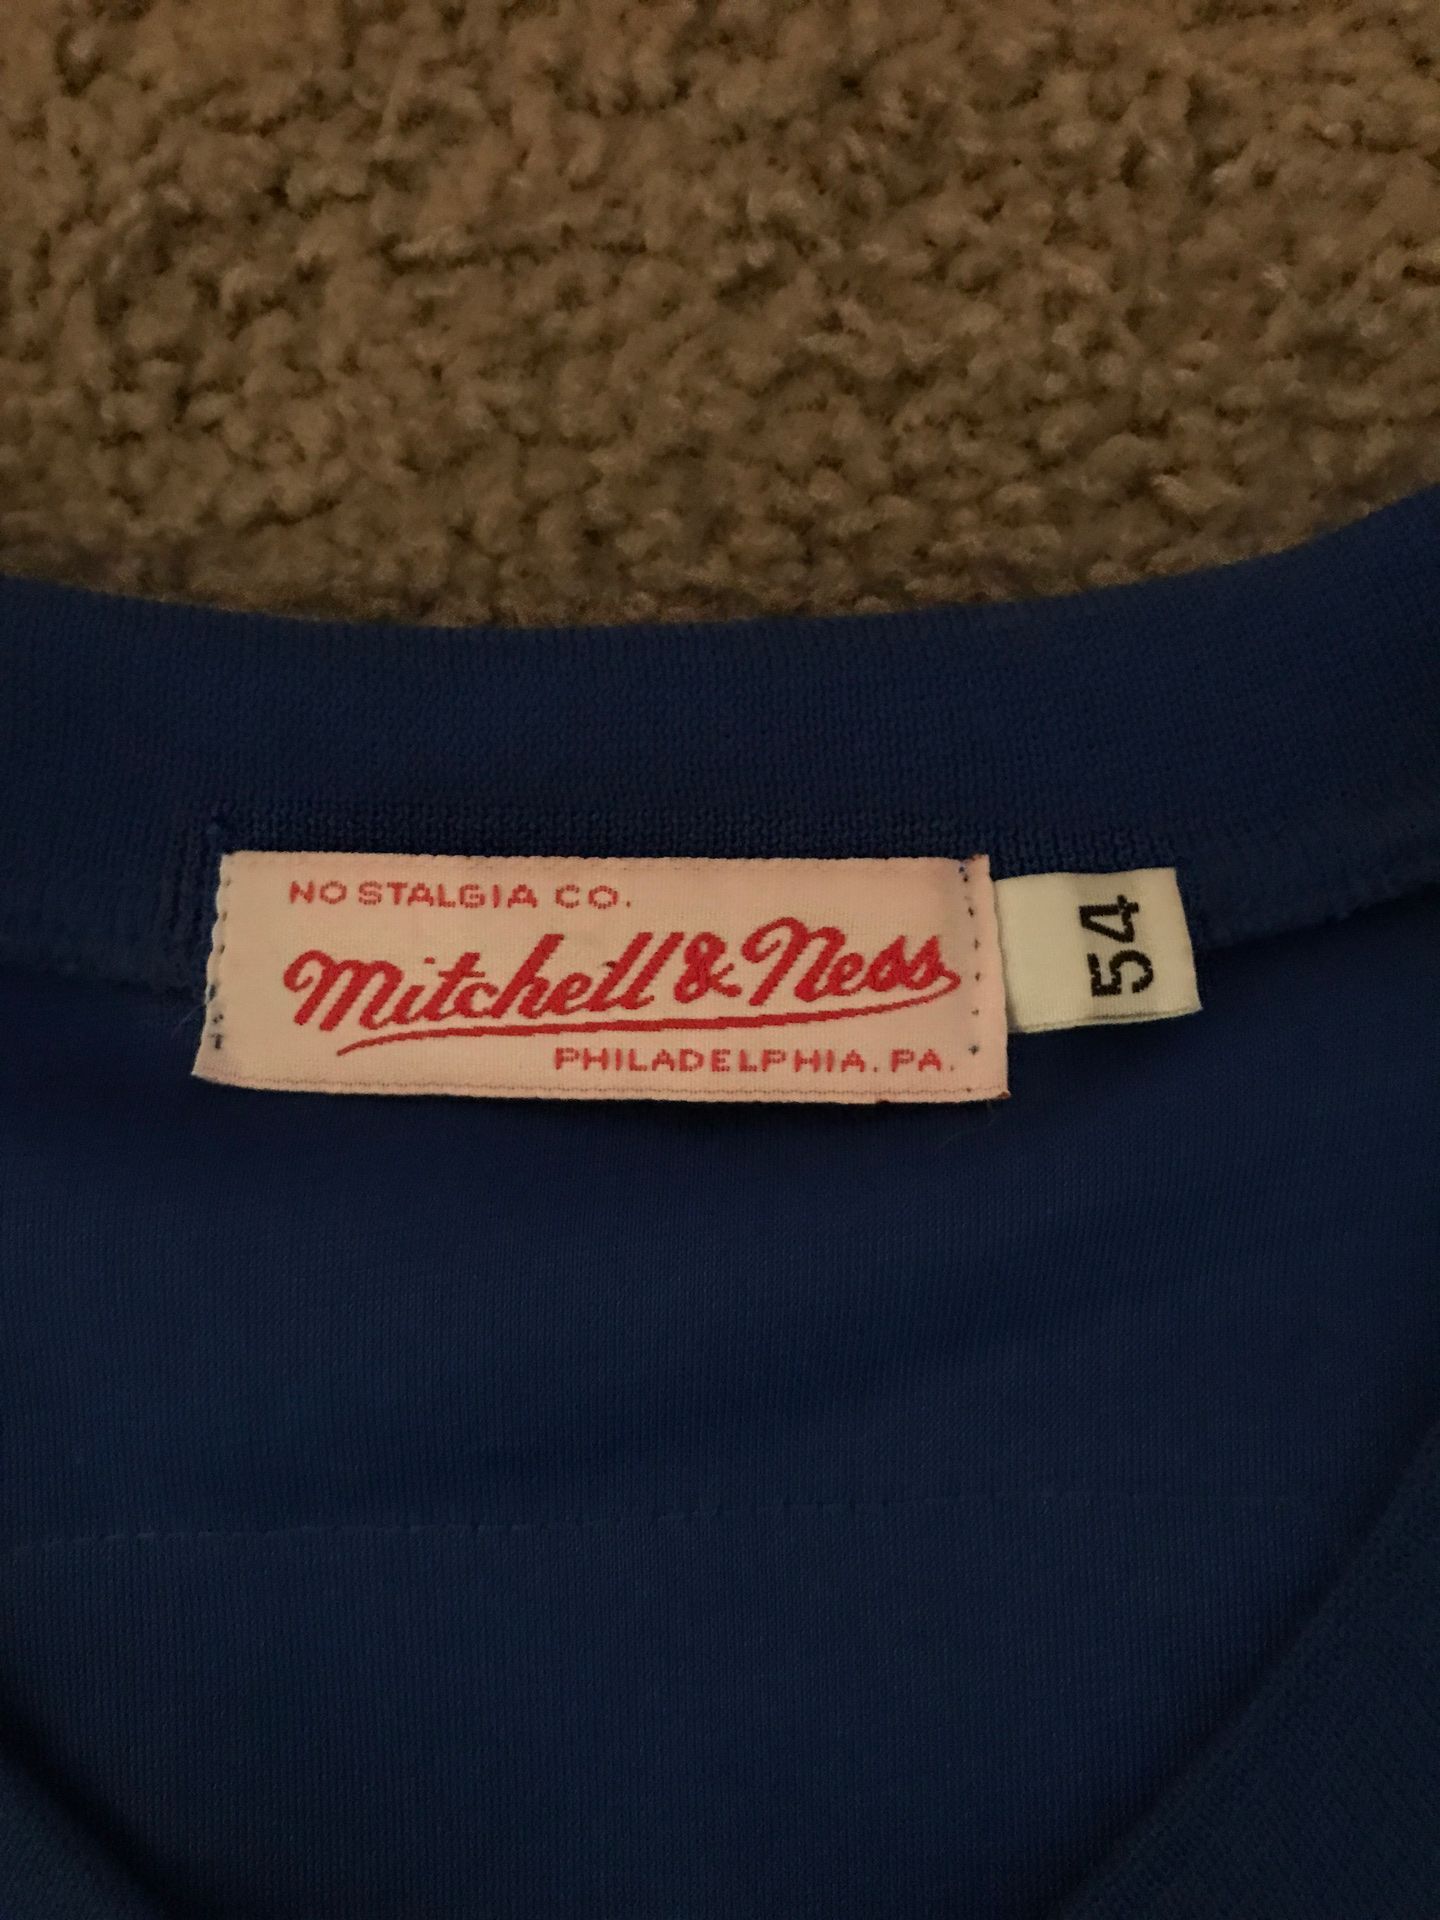 NO STALGIA CO.
Mitchell & Ness
PHILADELPHIA. PA.
54